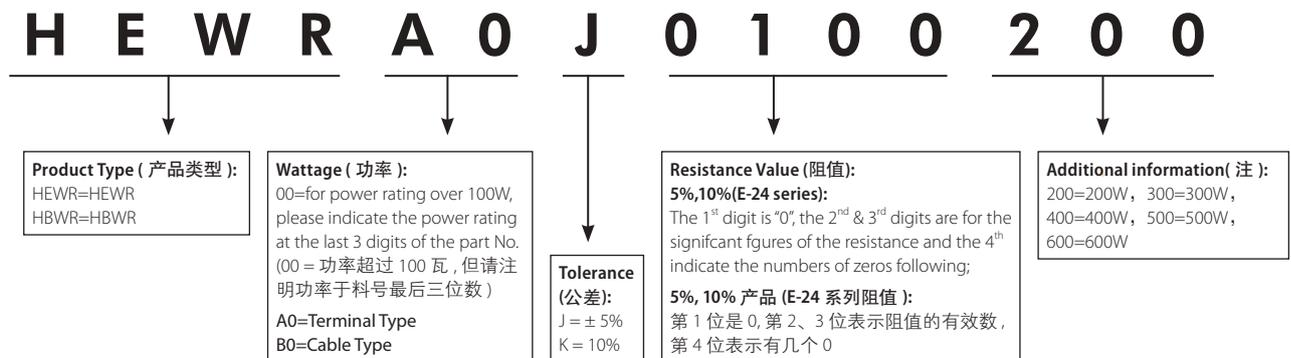 H E W R A 0 J 0 1 0 0 2 0 0
Product Type ( 产品类型 ):
HEWR=HEWR
HBWR=HBWR
Wattage ( 功率 ):
00=for power rating over 100W,
please indicate the power rating
at the last 3 digits of the part No.
(00 = 功率超过 100 瓦 , 但请注
明功率于料号最后三位数 )
A0=Terminal Type
B0=Cable Type
Tolerance
(公差):
J = ± 5%
K = 10%
Resistance Value (阻值):
5%,10%(E-24 series):
The 1st digit is “0”, the 2nd & 3rd digits are for the
signifcant fgures of the resistance and the 4th
indicate the numbers of zeros following;
5%, 10% 产品 (E-24 系列阻值 ):
第 1 位是 0, 第 2、3 位表示阻值的有效数 ,
第 4 位表示有几个 0
Additional information( 注 ):
200=200W，300=300W，
400=400W，500=500W，
600=600W